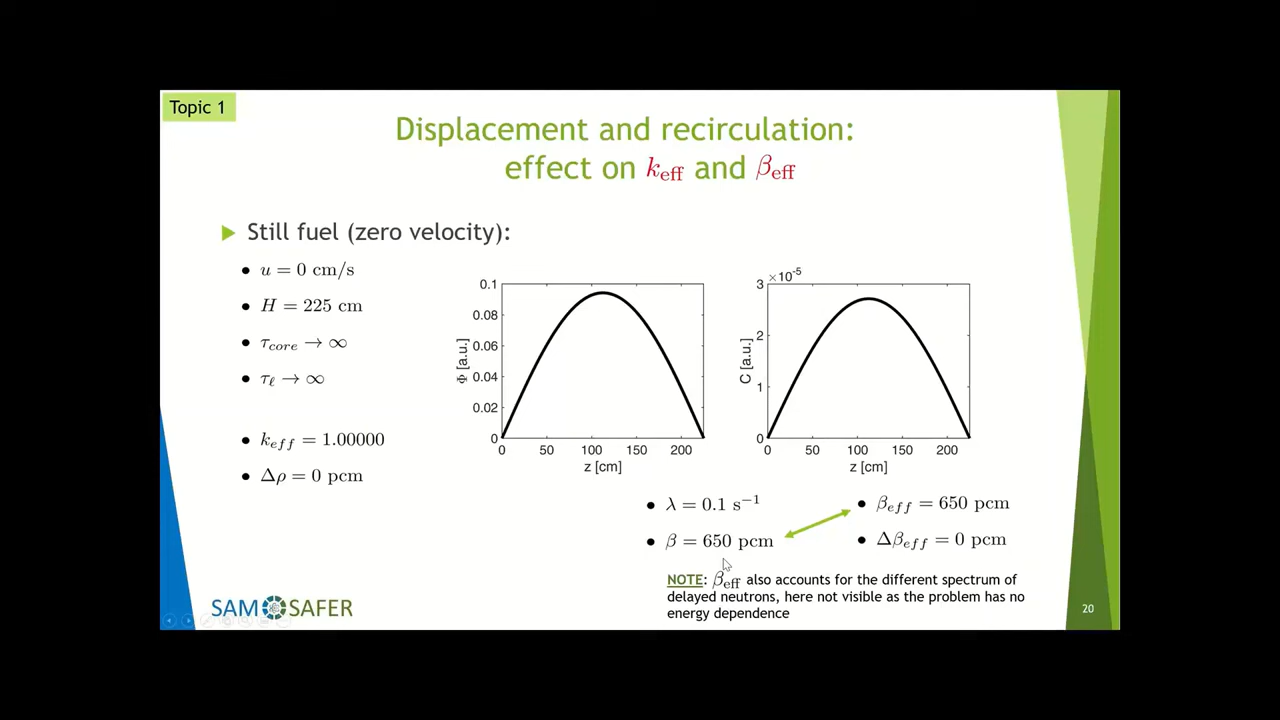 Topic 1
Displacement and recirculation:
effect on k_eff and β_eff
Still fuel (zero velocity):
• u = 0 cm/s
• H = 225 cm
• τ_core → ∞
• τ_ℓ → ∞
• k_eff = 1.00000
• Δρ = 0 pcm
0.1
0.08
0.06
0.04
0.02
0
Φ [a.u.]
0 50 100 150 200
z [cm]
×10^-5
3
2
1
0
C [a.u.]
0 50 100 150 200
z [cm]
• λ = 0.1 s^−1
• β = 650 pcm
• β_eff = 650 pcm
• Δβ_eff = 0 pcm
NOTE: β_eff also accounts for the different spectrum of
delayed neutrons, here not visible as the problem has no
energy dependence
SAMOSAFER
20